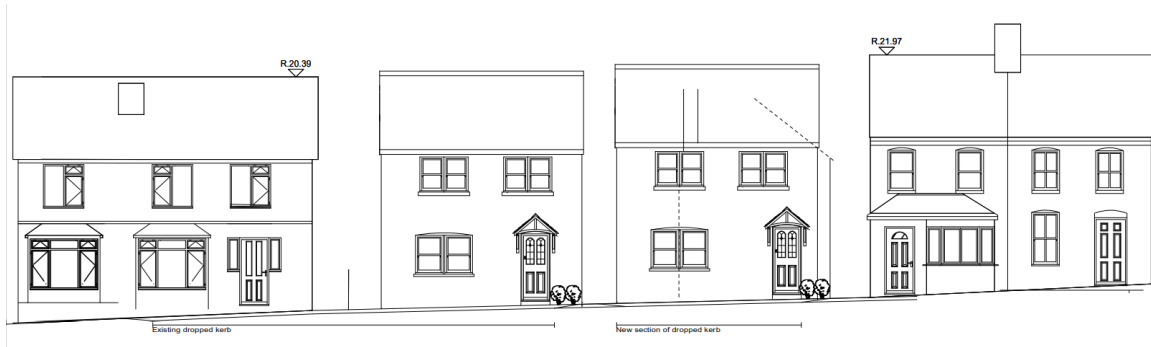 R.20.39
R.21.97
Existing dropped kerb
New section of dropped kerb